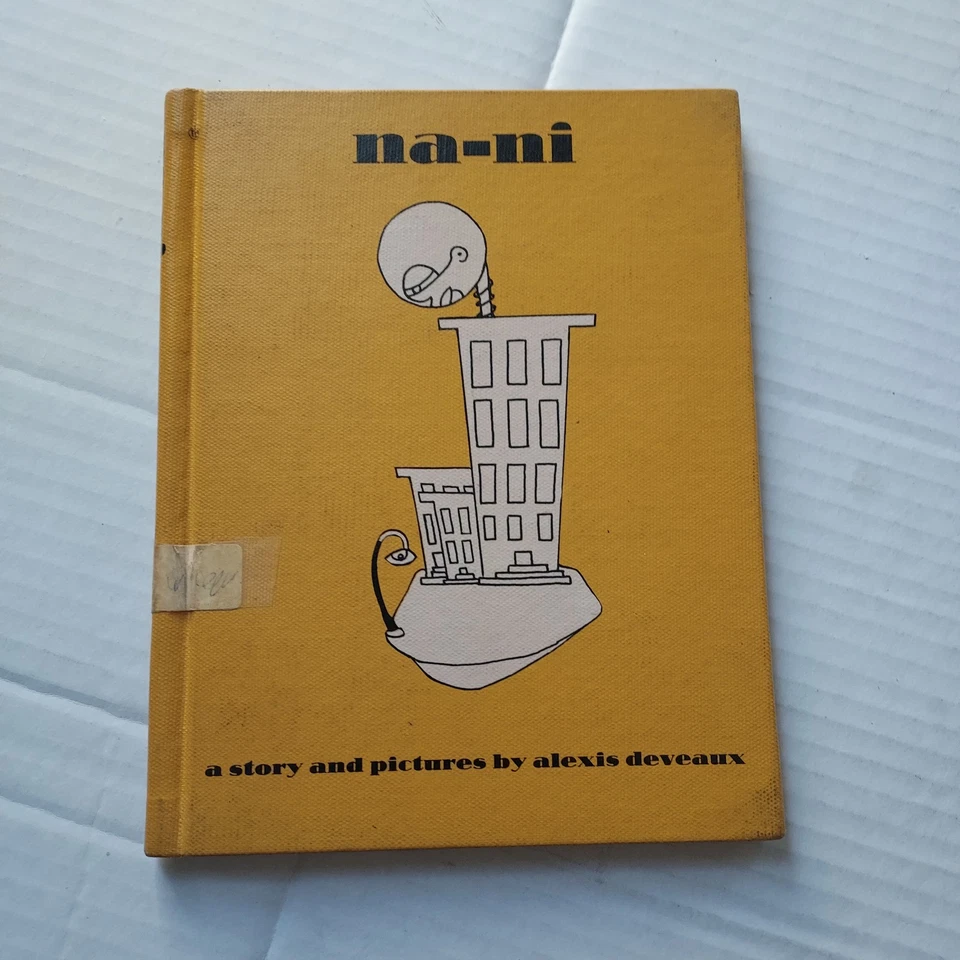 na-ni
a story and pictures by alexis deveaux